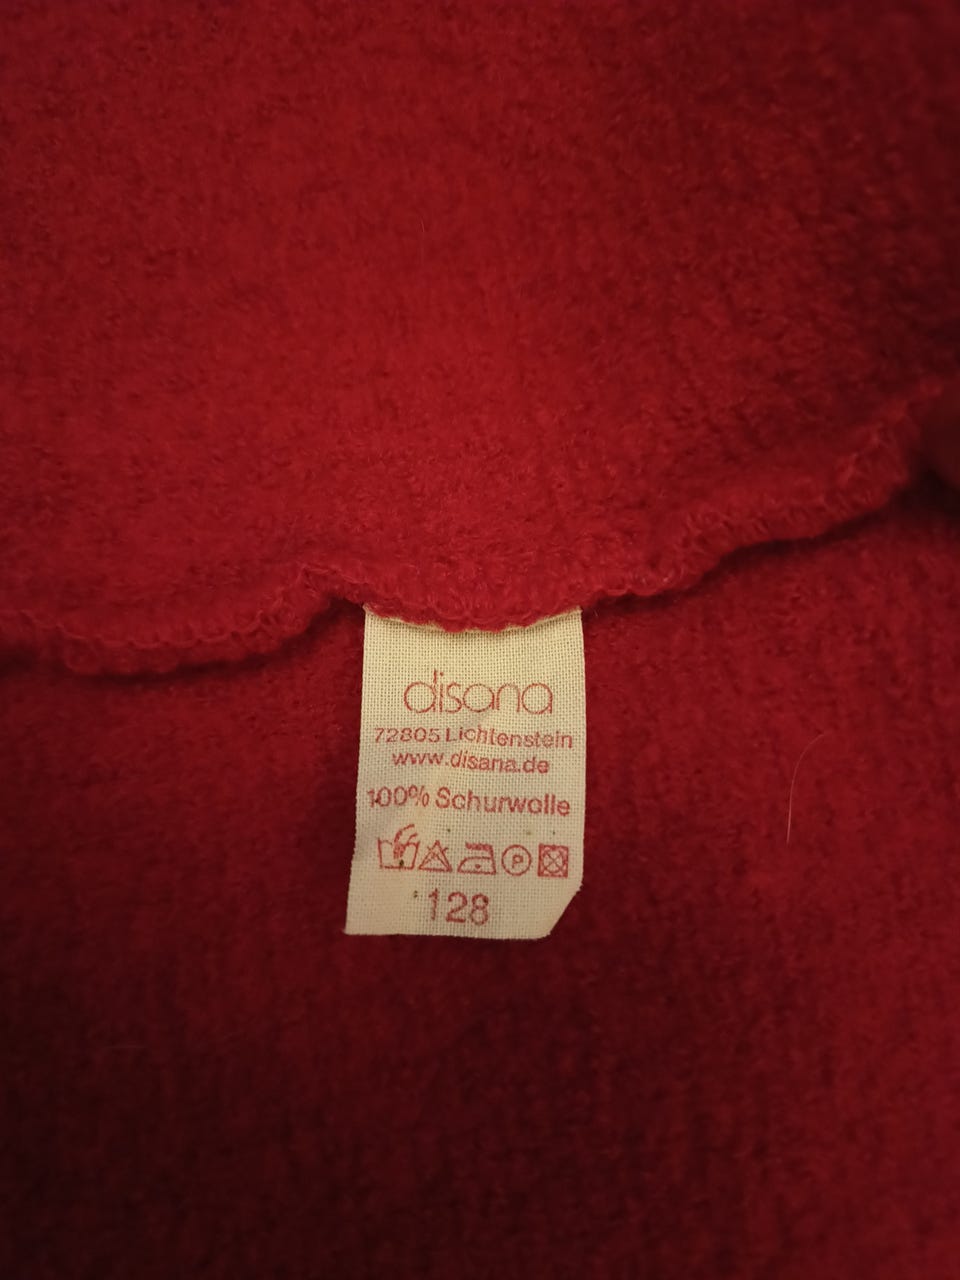 disana
72805 Lichtenstein
www.disana.de
100% Schurwolle
P
128